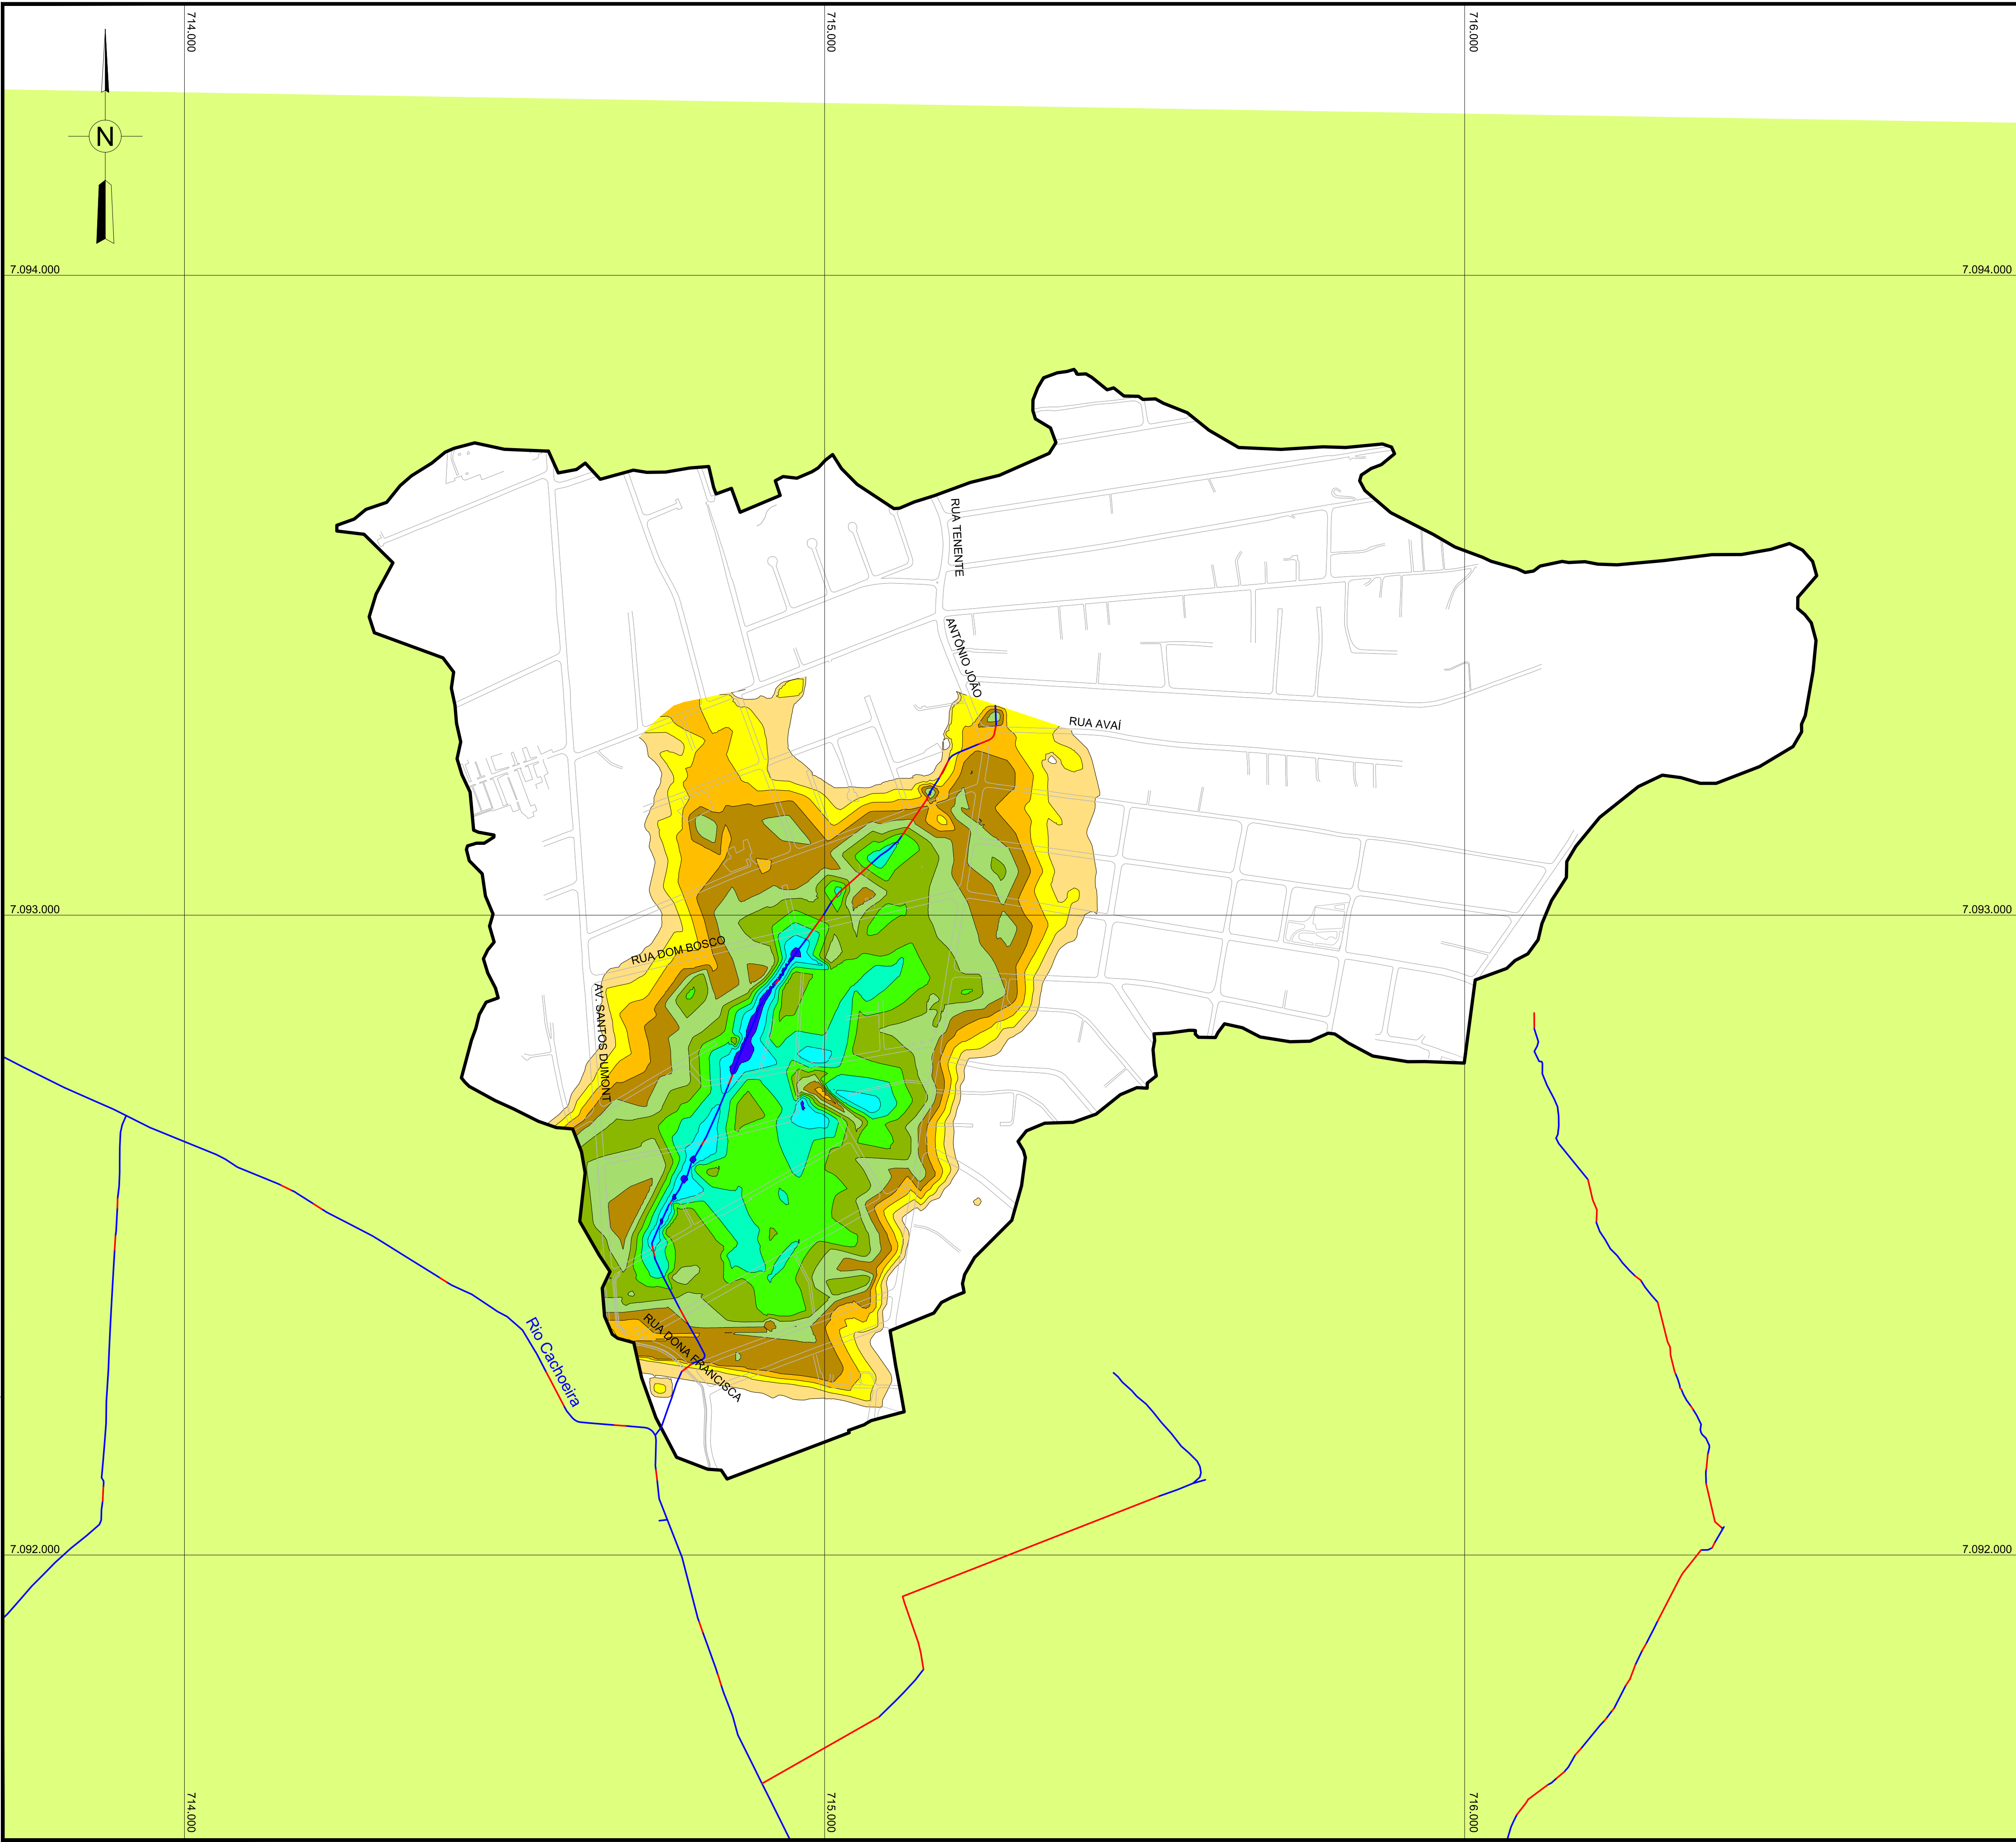 714.000
715.000
716.000
N
7.094.000
7.094.000
RUA TENENTE
ANTÔNIO JOÃO
RUA AVAÍ
7.093.000
7.093.000
RUA DOM BOSCO
AV. SANTOS DUMONT
Rio Cachoeira
RUA DONA FRANCISCA
7.092.000
7.092.000
714.000
715.000
716.000